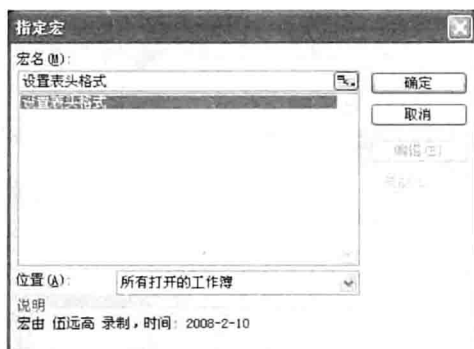 指定宏
宏名(M):
设置表头格式
设置表头格式
确定
取消
编辑(E)
位置(A):
所有打开的工作簿
说明
宏由 伍远高 录制，时间: 2008-2-10